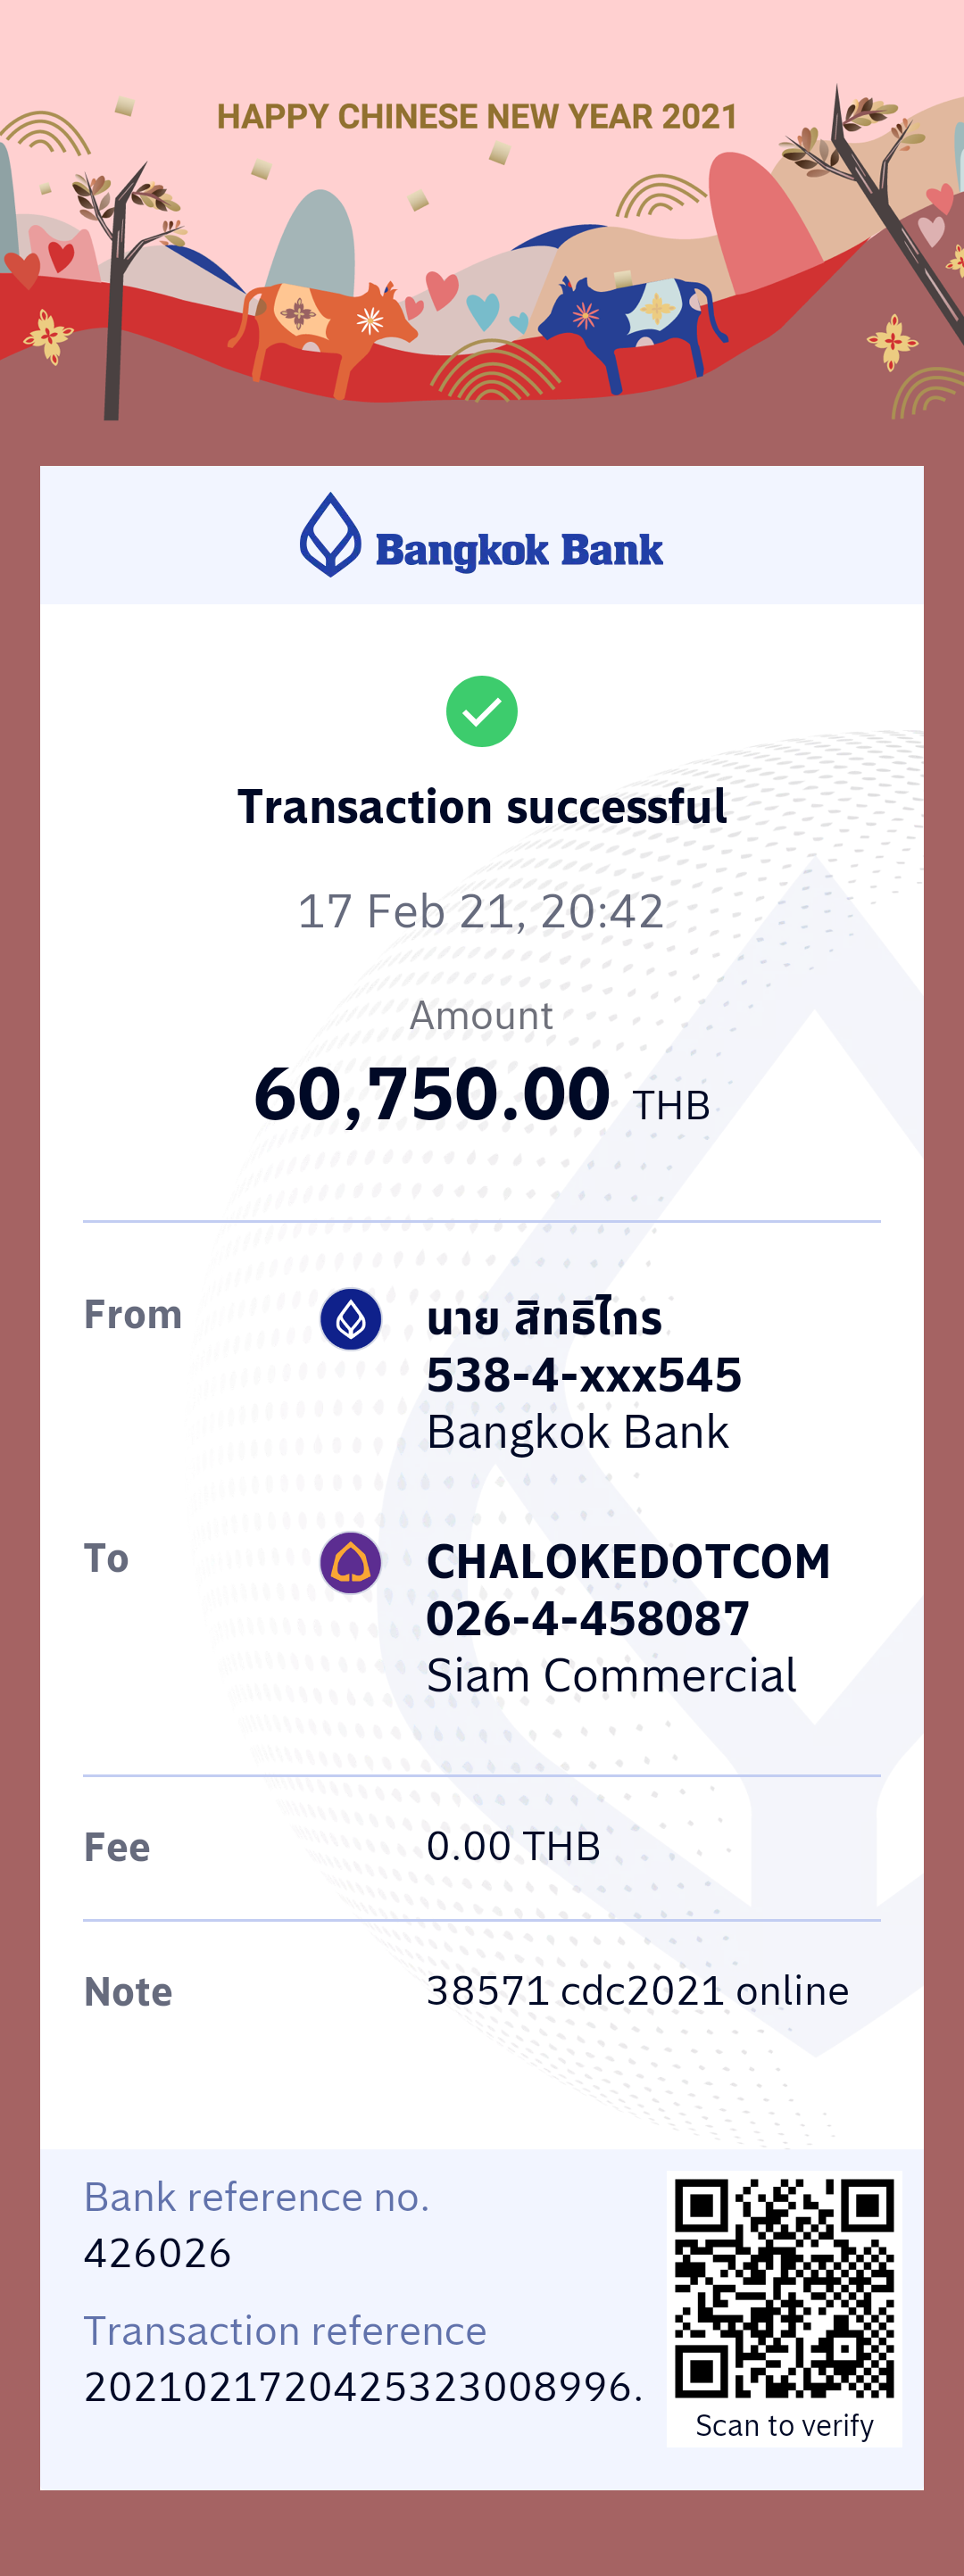 HAPPY CHINESE NEW YEAR 2021
Bangkok Bank
Transaction successful
17 Feb 21, 20:42
Amount
60,750.00 THB
From
นาย สิทธิไกร
538-4-xxx545
Bangkok Bank
To
CHALOKEDOTCOM
026-4-458087
Siam Commercial
Fee
0.00 THB
Note
38571 cdc2021 online
Bank reference no.
426026
Transaction reference
2021021720425323008996.
Scan to verify